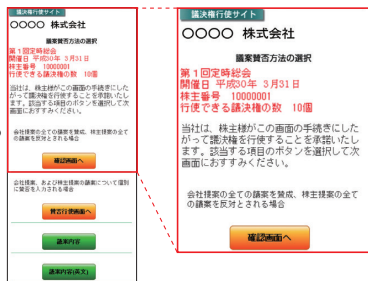 議決権行使サイト
○○○○ 株式会社
議案賛否方法の選択
第1回定時総会
開催日 平成30年 3月31日
株主番号 10000001
行使できる議決権の数 10個
当社は、株主様がこの画面の手続きにした
がって議決権を行使することを承諾いたし
ます。該当する項目のボタンを選択して次
画面におすすみください。
会社提案の全ての議案を賛成、株主提案の全て
の議案を反対とされる場合
確認画面へ
会社提案、および株主提案の議案について個別
に賛否を入力される場合
賛否行使画面へ
議案内容
議案内容(英文)
議決権行使サイト
○○○○ 株式会社
議案賛否方法の選択
第1回定時総会
開催日 平成30年 3月31日
株主番号 10000001
行使できる議決権の数 10個
当社は、株主様がこの画面の手続きにした
がって議決権を行使することを承諾いたし
ます。該当する項目のボタンを選択して次
画面におすすみください。
会社提案の全ての議案を賛成、株主提案の全て
の議案を反対とされる場合
確認画面へ